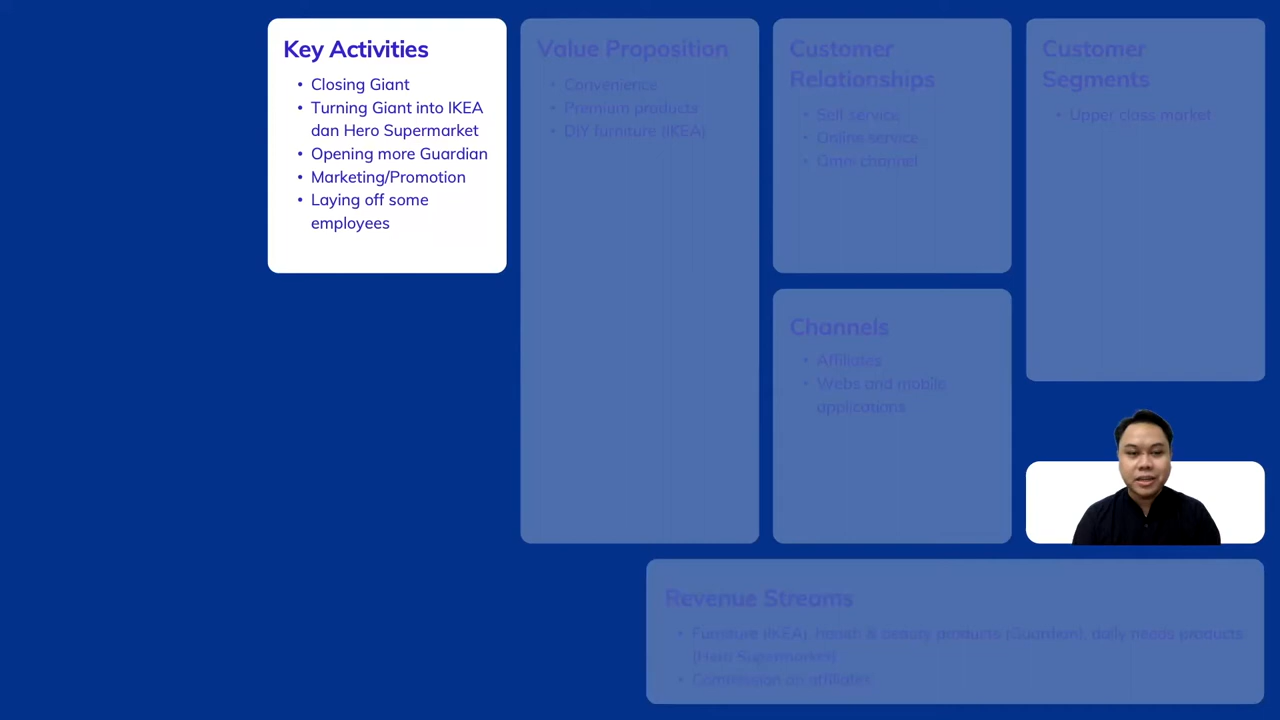 Key Activities
• Closing Giant
• Turning Giant into IKEA
dan Hero Supermarket
• Opening more Guardian
• Marketing/Promotion
• Laying off some
employees
Value Proposition
• Convenience
• Premium products
• DIY furniture (IKEA)
Customer
Relationships
• Self service
• Online service
• Omni channel
Customer
Segments
• Upper class market
Channels
• Affiliates
• Webs and mobile
applications
Revenue Streams
• Furniture (IKEA), health & beauty products (Guardian), daily needs products
(Hero Supermarket)
• Commission on affiliates